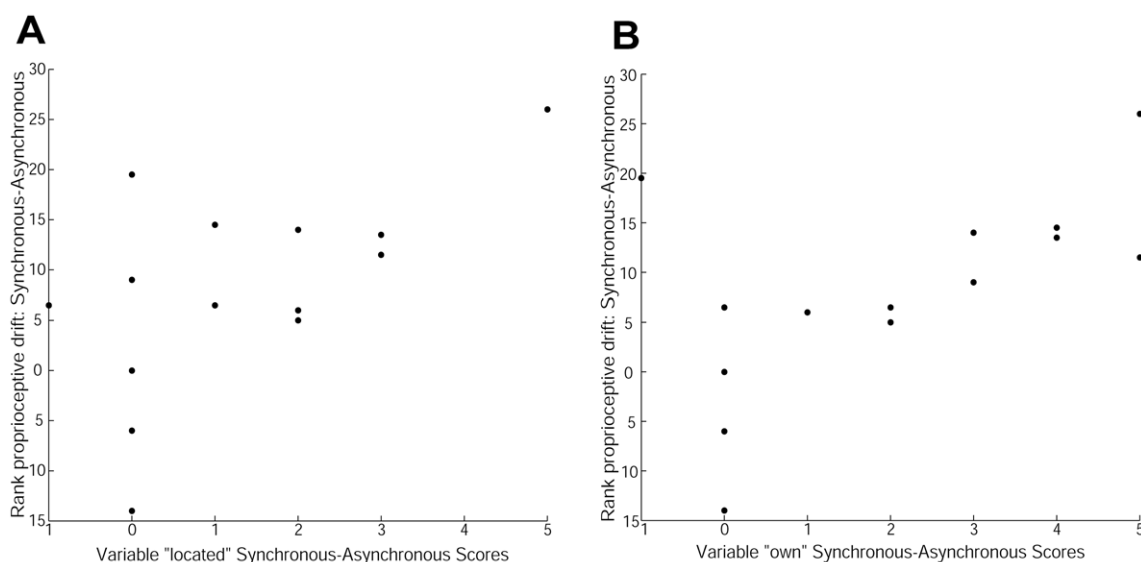 A
Rank proprioceptive drift: Synchronous-Asynchronous
30
25
20
15
10
5
0
5
10
15
1 0 1 2 3 4 5
Variable "located" Synchronous-Asynchronous Scores
B
Rank proprioceptive drift: Synchronous-Asynchronous
30
25
20
15
10
5
0
5
10
15
1 0 1 2 3 4 5
Variable "own" Synchronous-Asynchronous Scores